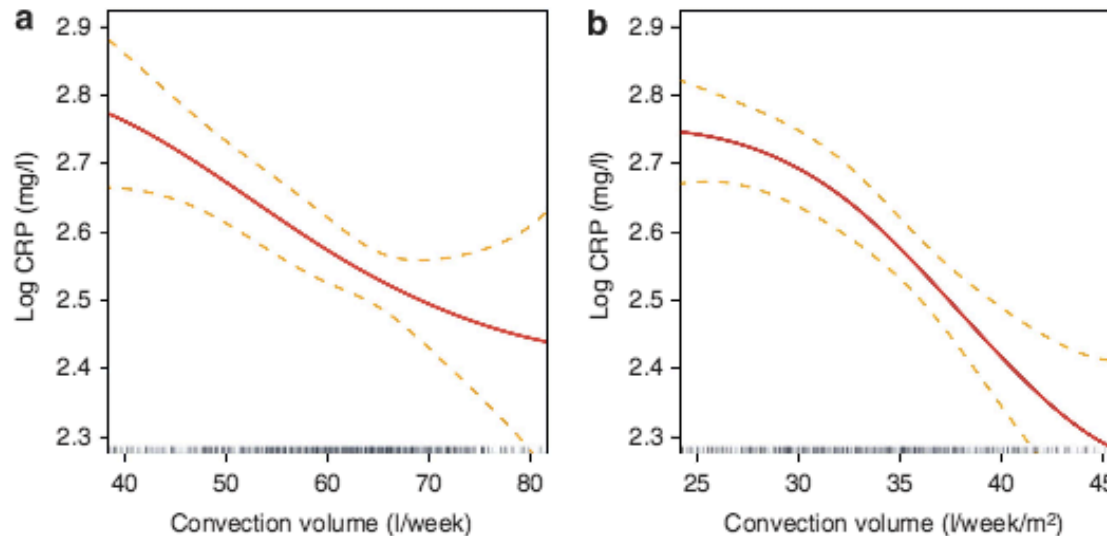 a
b
Log CRP (mg/l)
2.9
2.8
2.7
2.6
2.5
2.4
2.3
40 50 60 70 80
Convection volume (l/week)
Log CRP (mg/l)
2.9
2.8
2.7
2.6
2.5
2.4
2.3
25 30 35 40 45
Convection volume (l/week/m²)